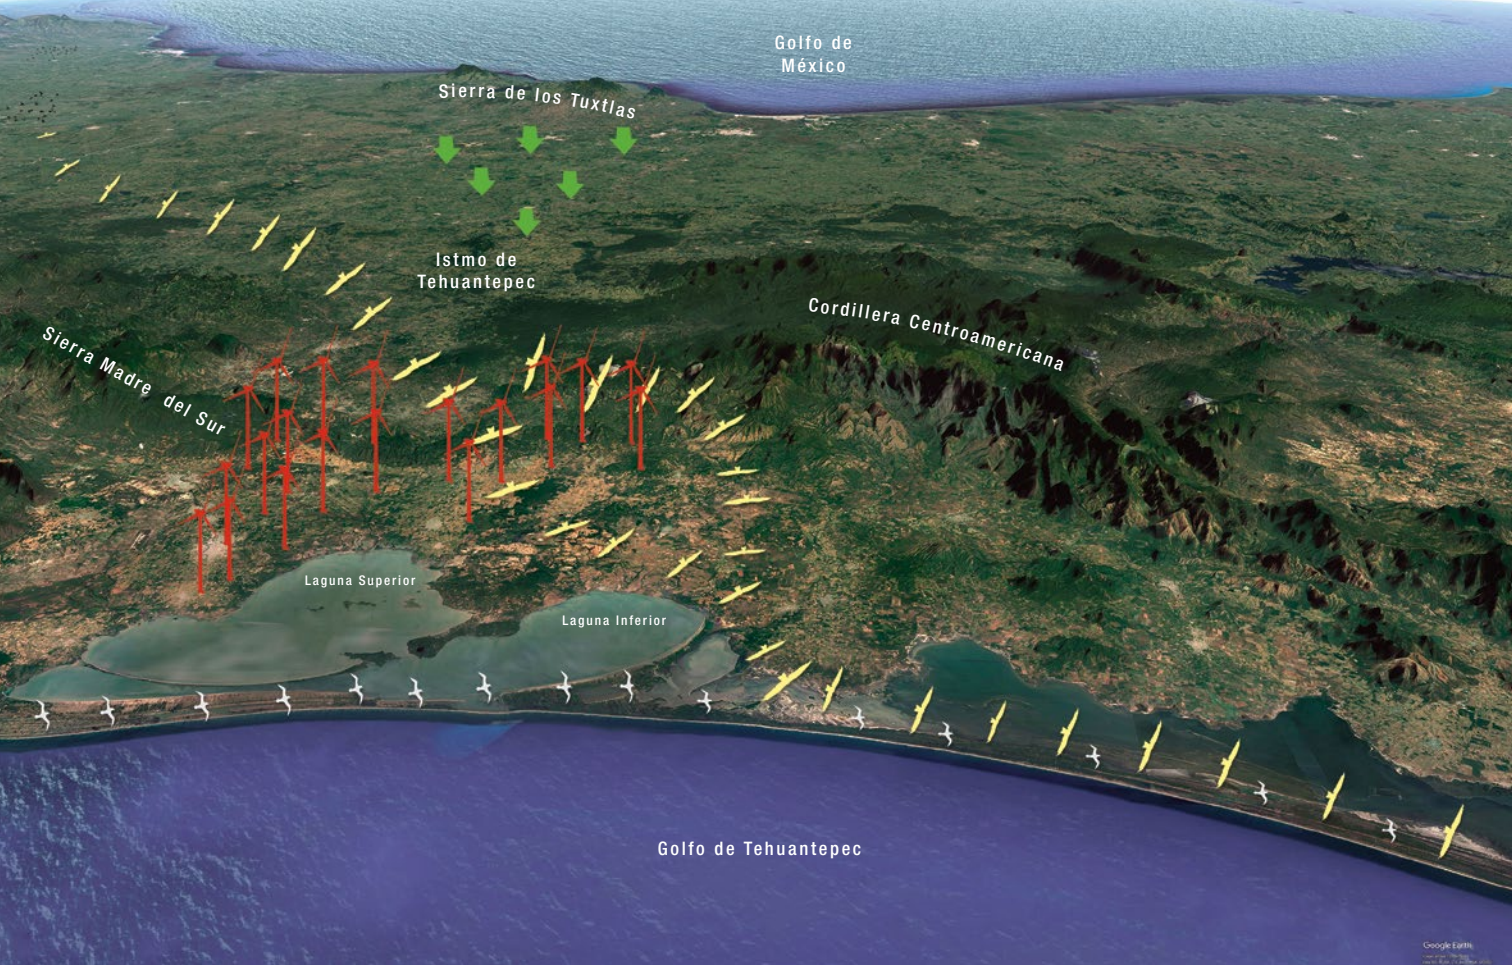 Golfo de
México
Sierra de los Tuxtlas
Istmo de
Tehuantepec
Cordillera Centroamericana
Sierra Madre del Sur
Laguna Superior
Laguna Inferior
Golfo de Tehuantepec
Google Earth